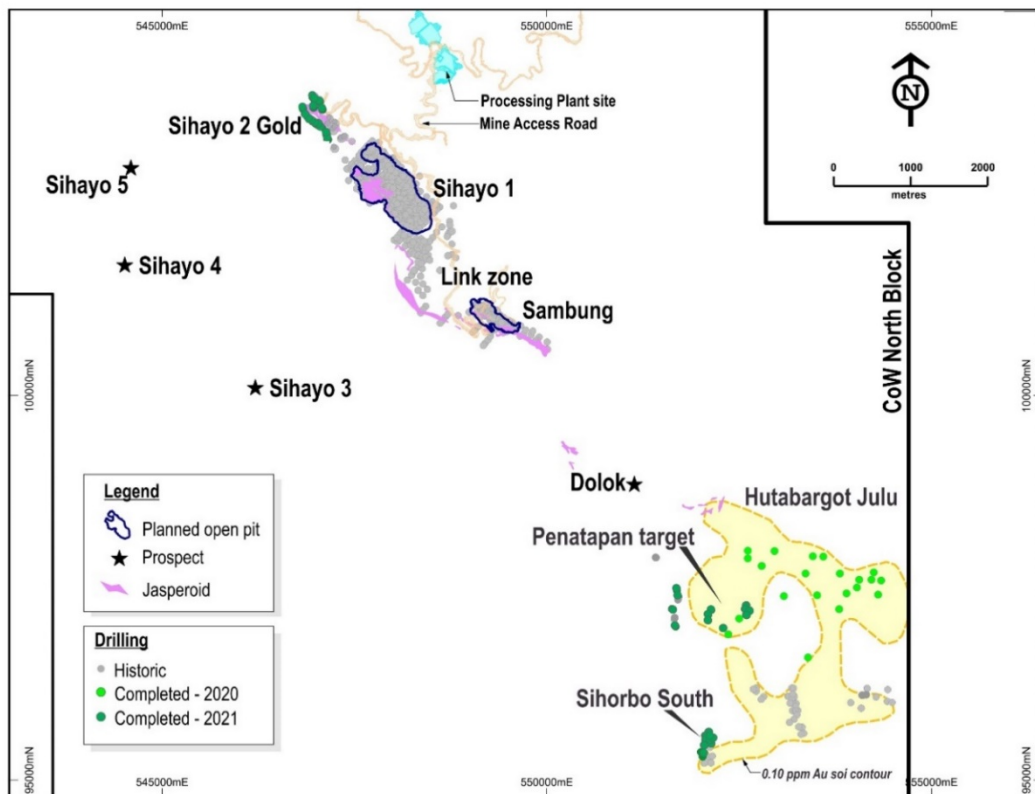 545000mE
550000mE
555000mE
N
Processing Plant site
Mine Access Road
Sihayo 2 Gold
0
1000
2000
metres
Sihayo 5
Sihayo 1
Sihayo 4
Link zone
Sambung
CoW North Block
100000mN
Sihayo 3
100000mN
Dolok
Hutabargot Julu
Penatapan target
Legend
Planned open pit
Prospect
Jasperoid
Drilling
Historic
Completed - 2020
Completed - 2021
Sihorbo South
0.10 ppm Au soi contour
95000mN
95000mN
545000mE
550000mE
555000mE